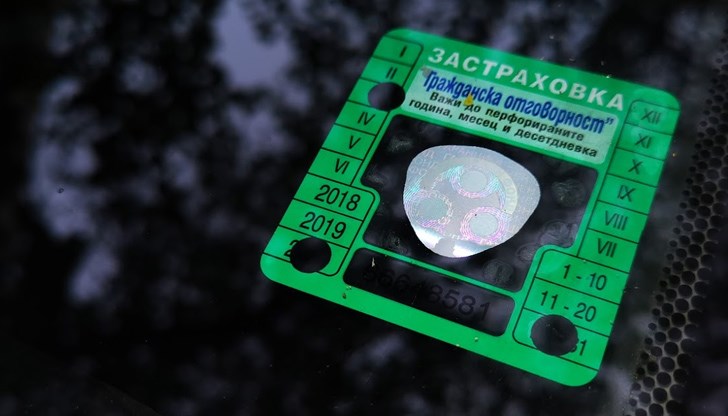 ЗАСТРАХОВКА
"Гражданска отговорност"
Важи до перфорираните
година, месец и десетдневка
I
II
IV
V
VI
2018
2019
XII
XI
X
IX
VIII
VII
1 - 10
11 - 20